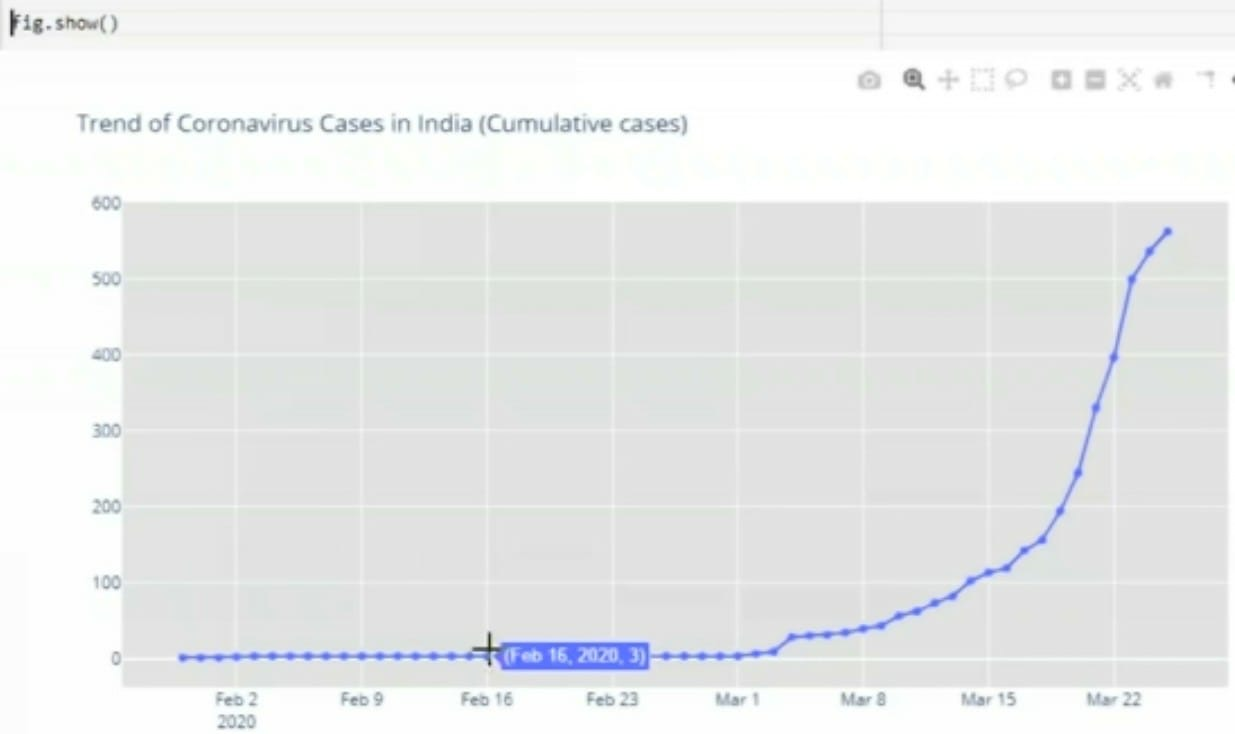 fig.show()
Trend of Coronavirus Cases in India (Cumulative cases)
600
500
400
300
200
100
0
(Feb 16, 2020, 3)
Feb 2 Feb 9 Feb 16 Feb 23 Mar 1 Mar 8 Mar 15 Mar 22
2020